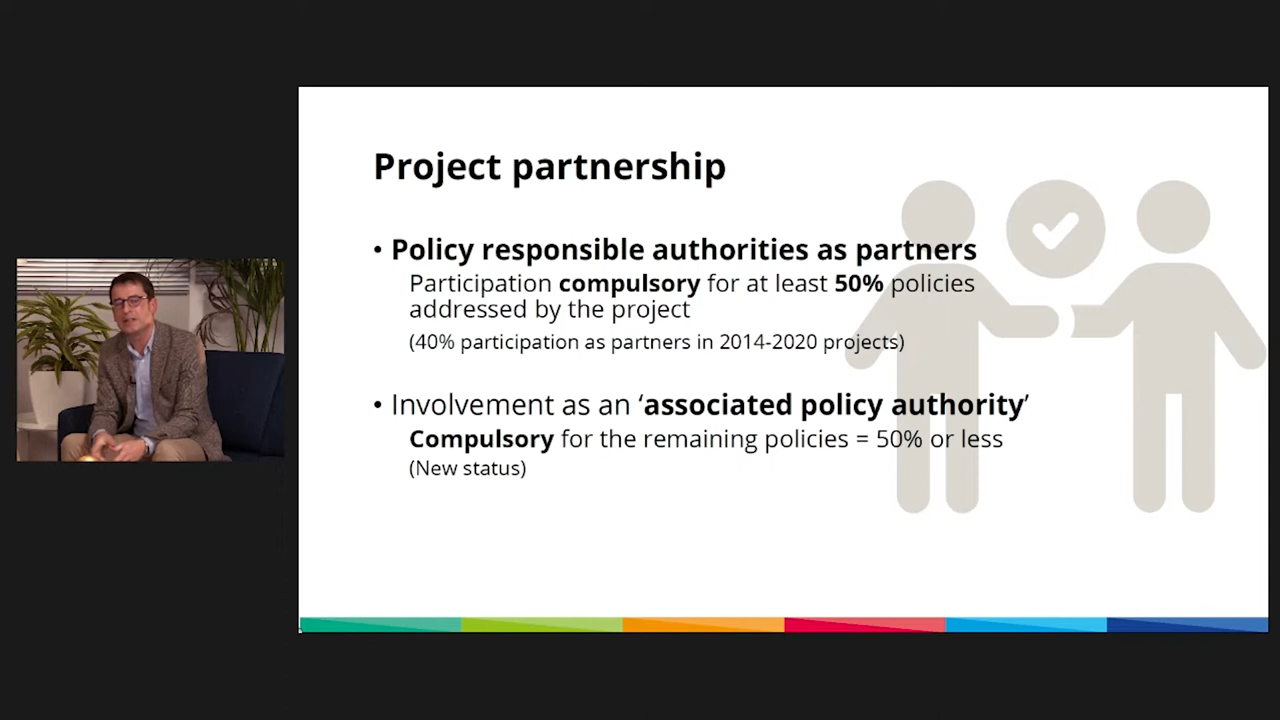 Project partnership
• Policy responsible authorities as partners
Participation compulsory for at least 50% policies
addressed by the project
(40% participation as partners in 2014-2020 projects)
• Involvement as an ‘associated policy authority’
Compulsory for the remaining policies = 50% or less
(New status)